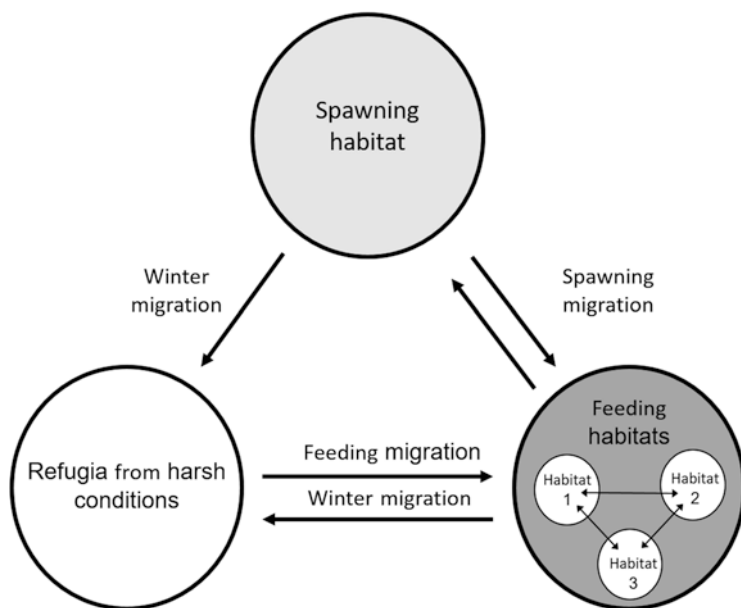 Spawning
habitat
Winter
migration
Spawning
migration
Refugia from harsh
conditions
Feeding migration
Winter migration
Feeding
habitats
Habitat
1
Habitat
2
Habitat
3